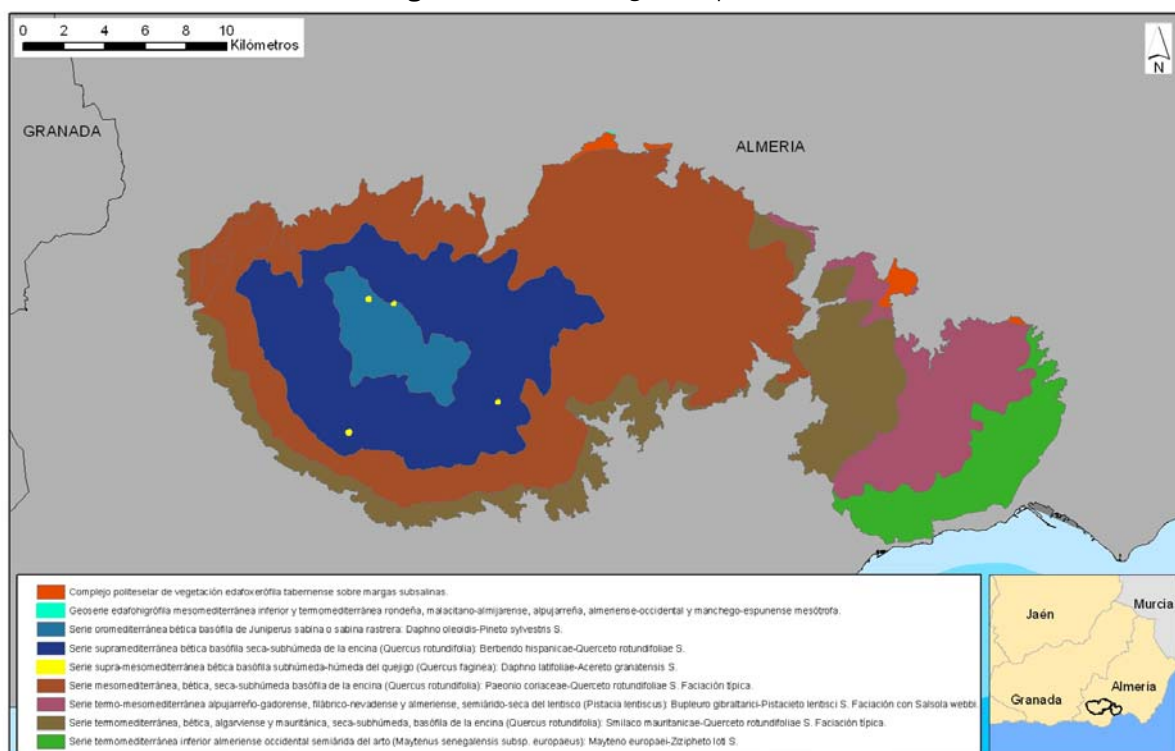 0 2 4 6 8 10
Kilómetros
N
GRANADA
ALMERIA
Complejo politeselar de vegetación edafoxerófila tabernense sobre margas subsalinas.
Geoserie edafohigrófila mesomediterránea inferior y termomediterránea rondeña, malacitano-almijarense, alpujarreña, almeriense-occidental y manchego-espunense mesótrofa.
Serie oromediterránea bética basófila de Juniperus sabina o sabina rastrera: Daphno oleoidis-Pineto sylvestris S.
Serie supramediterránea bética basófila seca-subhúmeda de la encina (Quercus rotundifolia): Berberido hispanicae-Querceto rotundifoliae S.
Serie supra-mesomediterránea bética basófila subhúmeda-húmeda del quejigo (Quercus faginea): Daphno latifoliae-Acereto granatensis S.
Serie mesomediterránea, bética, seca-subhúmeda basófila de la encina (Quercus rotundifolia): Paeonio coriaceae-Querceto rotundifoliae S. Faciación típica.
Serie termo-mesomediterránea alpujarreño-gadorense, filábrico-nevadense y almeriense, semiárido-seca del lentisco (Pistacia lentiscus): Bupleuro gibraltarici-Pistacieto lentisci S. Faciación con Salsola webbi.
Serie termomediterránea, bética, algarviense y mauritánica, seca-subhúmeda, basófila de la encina (Quercus rotundifolia): Smilaco mauritanicae-Querceto rotundifoliae S. Faciación típica.
Serie termomediterránea inferior almeriense occidental semiárida del arto (Maytenus senegalensis subsp. europaeus): Mayteno europaei-Zizipheto loti S.
Jaén
Murcia
Granada
Almería